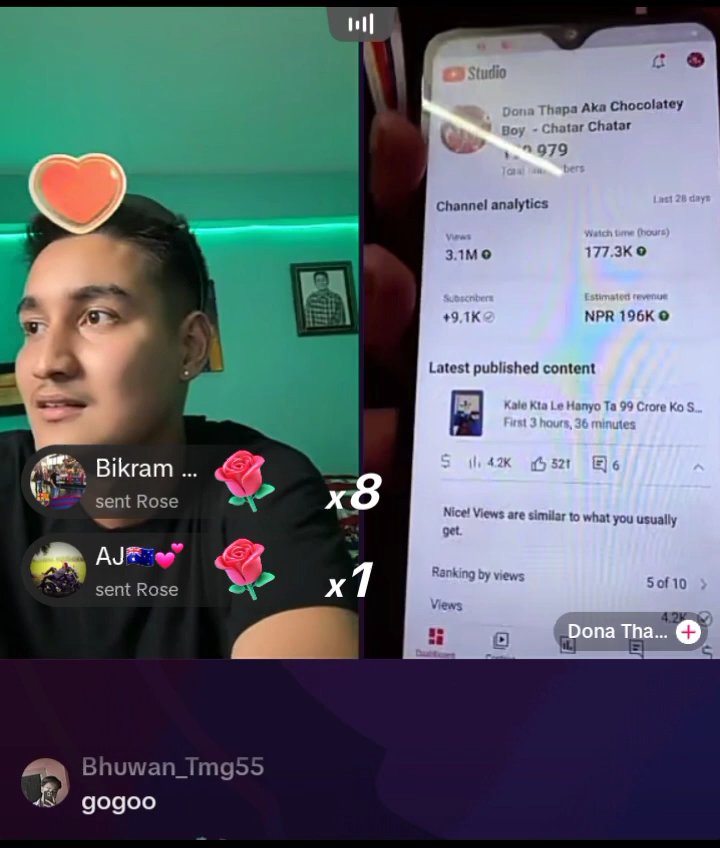 Bikram ...
sent Rose
x8
AJ🇦🇺💕
sent Rose
x1
Bhuwan_Tmg55
gogoo
Studio
Dona Thapa Aka Chocolatey
Boy - Chatar Chatar
979
Channel analytics
Last 28 days
Views
3.1M
Watch time (hours)
177.3K
Subscribers
+9.1K
Estimated revenue
NPR 196K
Latest published content
Kale Kta Le Hanyo Ta 99 Crore Ko S...
First 3 hours, 36 minutes
$ 4.2K 521 6
Nice! Views are similar to what you usually
get.
Ranking by views
5 of 10
Views
4.2K
Dona Tha...
Dashboard